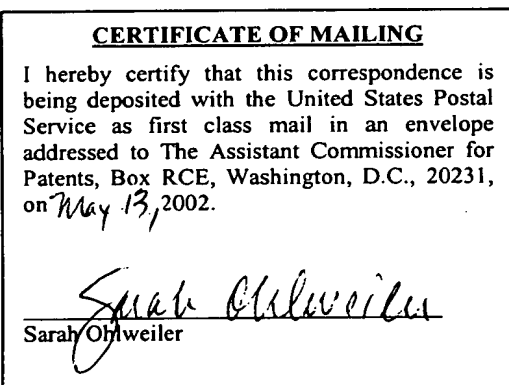 CERTIFICATE OF MAILING
I hereby certify that this correspondence is
being deposited with the United States Postal
Service as first class mail in an envelope
addressed to The Assistant Commissioner for
Patents, Box RCE, Washington, D.C., 20231,
on May 13, 2002.
Sarah Ohlweiler
Sarah Ohlweiler